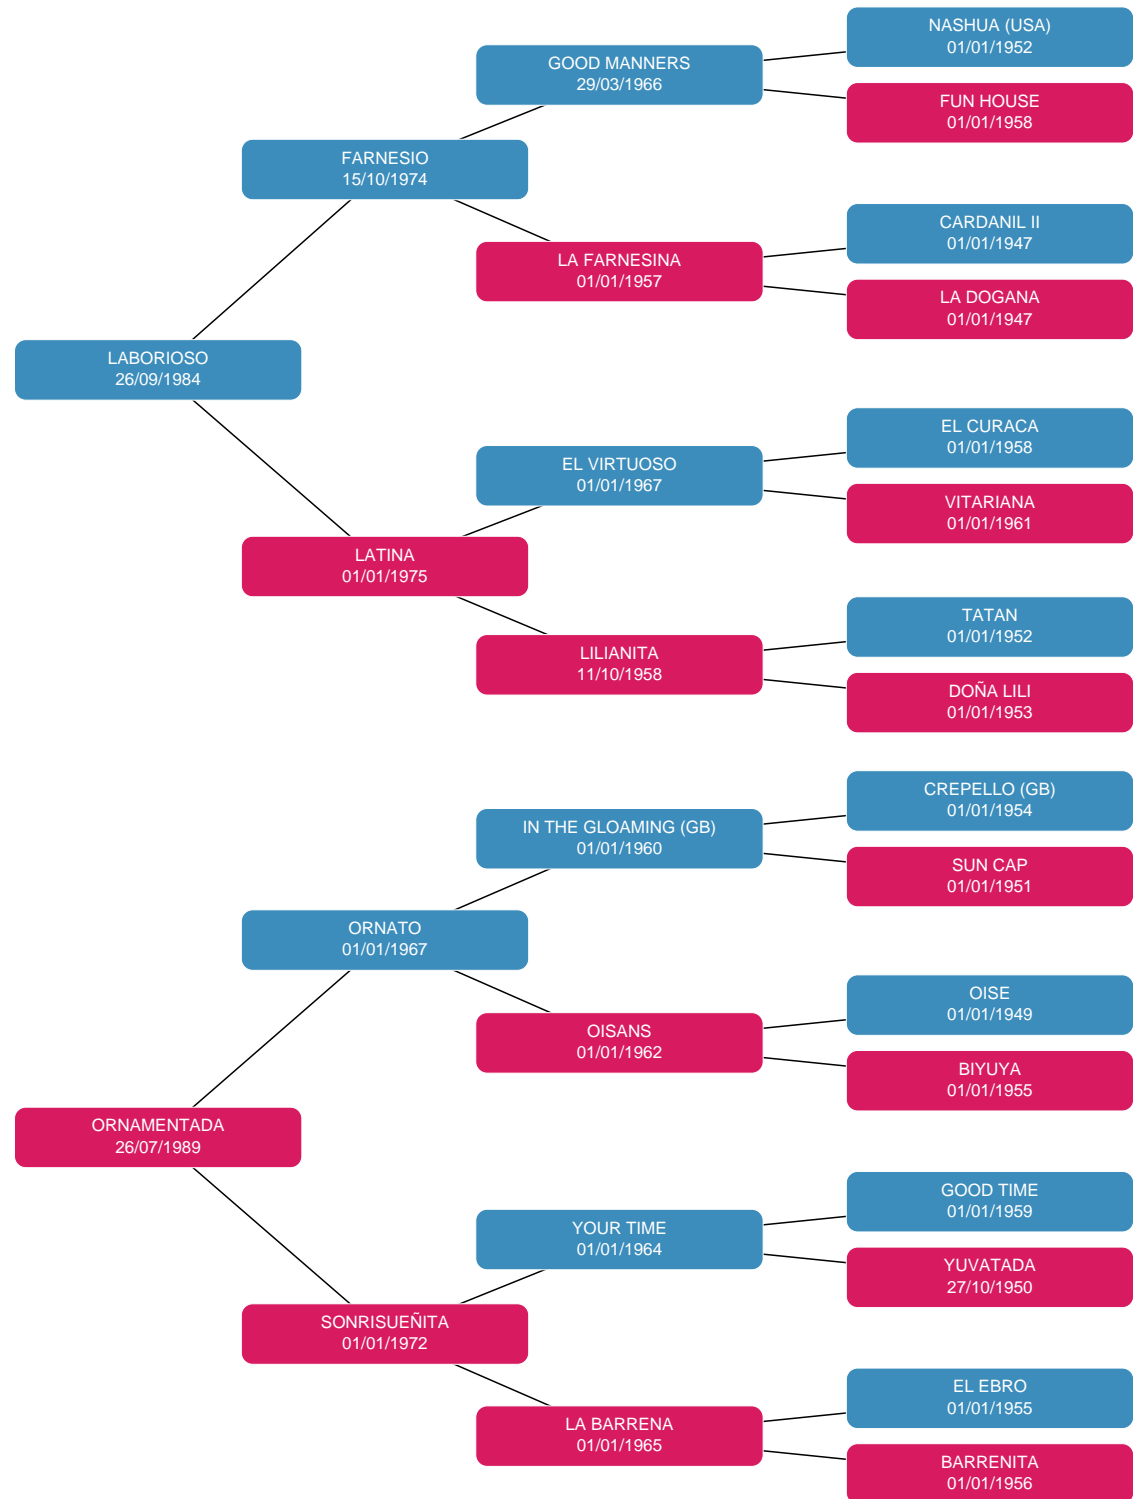 NASHUA (USA)
01/01/1952
GOOD MANNERS
29/03/1966
FUN HOUSE
01/01/1958
FARNESIO
15/10/1974
CARDANIL II
01/01/1947
LA FARNESINA
01/01/1957
LA DOGANA
01/01/1947
LABORIOSO
26/09/1984
EL CURACA
01/01/1958
EL VIRTUOSO
01/01/1967
VITARIANA
01/01/1961
LATINA
01/01/1975
TATAN
01/01/1952
LILIANITA
11/10/1958
DOÑA LILI
01/01/1953
CREPELLO (GB)
01/01/1954
IN THE GLOAMING (GB)
01/01/1960
SUN CAP
01/01/1951
ORNATO
01/01/1967
OISE
01/01/1949
OISANS
01/01/1962
BIYUYA
01/01/1955
ORNAMENTADA
26/07/1989
GOOD TIME
01/01/1959
YOUR TIME
01/01/1964
YUVATADA
27/10/1950
SONRISUEÑITA
01/01/1972
EL EBRO
01/01/1955
LA BARRENA
01/01/1965
BARRENITA
01/01/1956